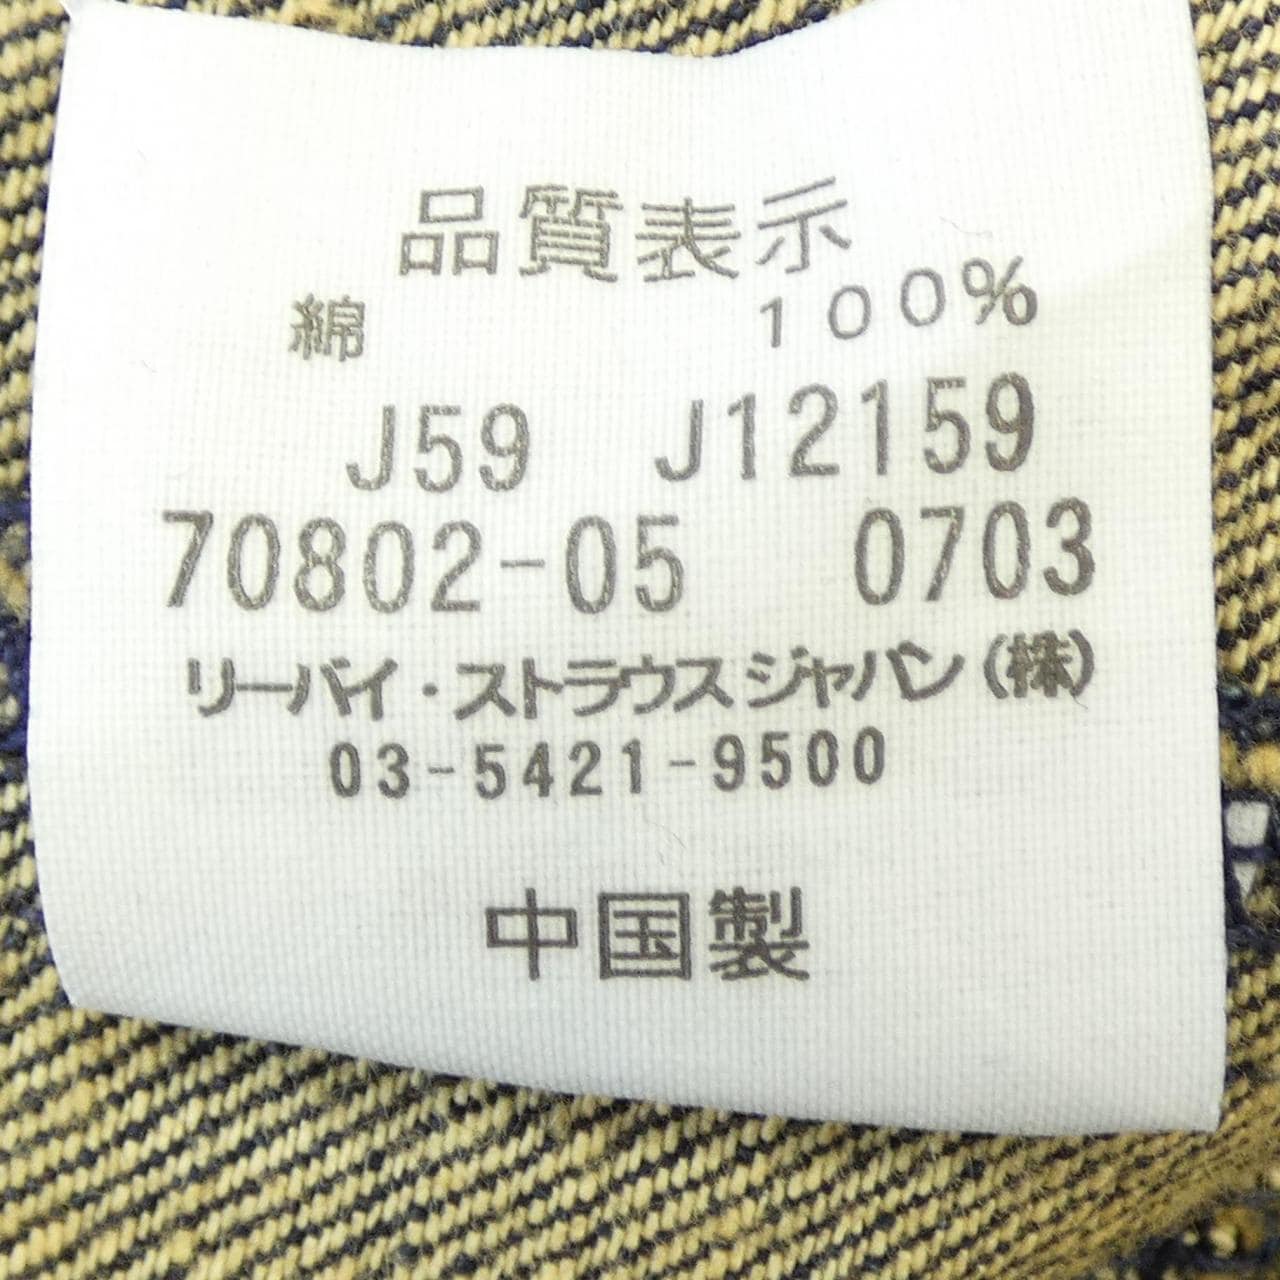 品質表示
綿 100%
J59 J12159
70802-05 0703
リーバイ・ストラウスジャパン(株)
03-5421-9500
中国製